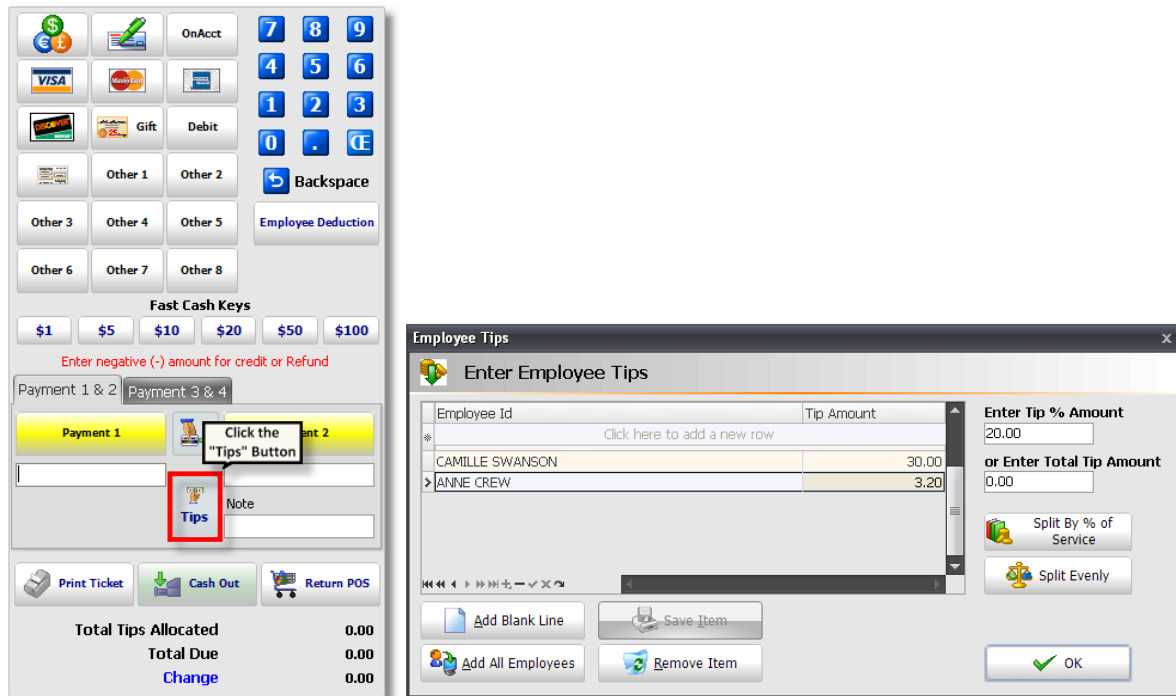 OnAcct
7 8 9
VISA
MasterCard
4 5 6
1 2 3
DISCOVER
Gift
Debit
0 . Œ
Other 1
Other 2
Backspace
Other 3
Other 4
Other 5
Employee Deduction
Other 6
Other 7
Other 8
Fast Cash Keys
$1 $5 $10 $20 $50 $100
Enter negative (-) amount for credit or Refund
Payment 1 & 2
Payment 3 & 4
Payment 1
Click the
"Tips" Button
ent 2
Tips
Note
Print Ticket
Cash Out
Return POS
Total Tips Allocated 0.00
Total Due 0.00
Change 0.00
Employee Tips
x
Enter Employee Tips
Employee Id
Tip Amount
Click here to add a new row
CAMILLE SWANSON 30.00
ANNE CREW 3.20
Enter Tip % Amount
20.00
or Enter Total Tip Amount
0.00
Split By % of
Service
Split Evenly
Add Blank Line
Save Item
Add All Employees
Remove Item
OK